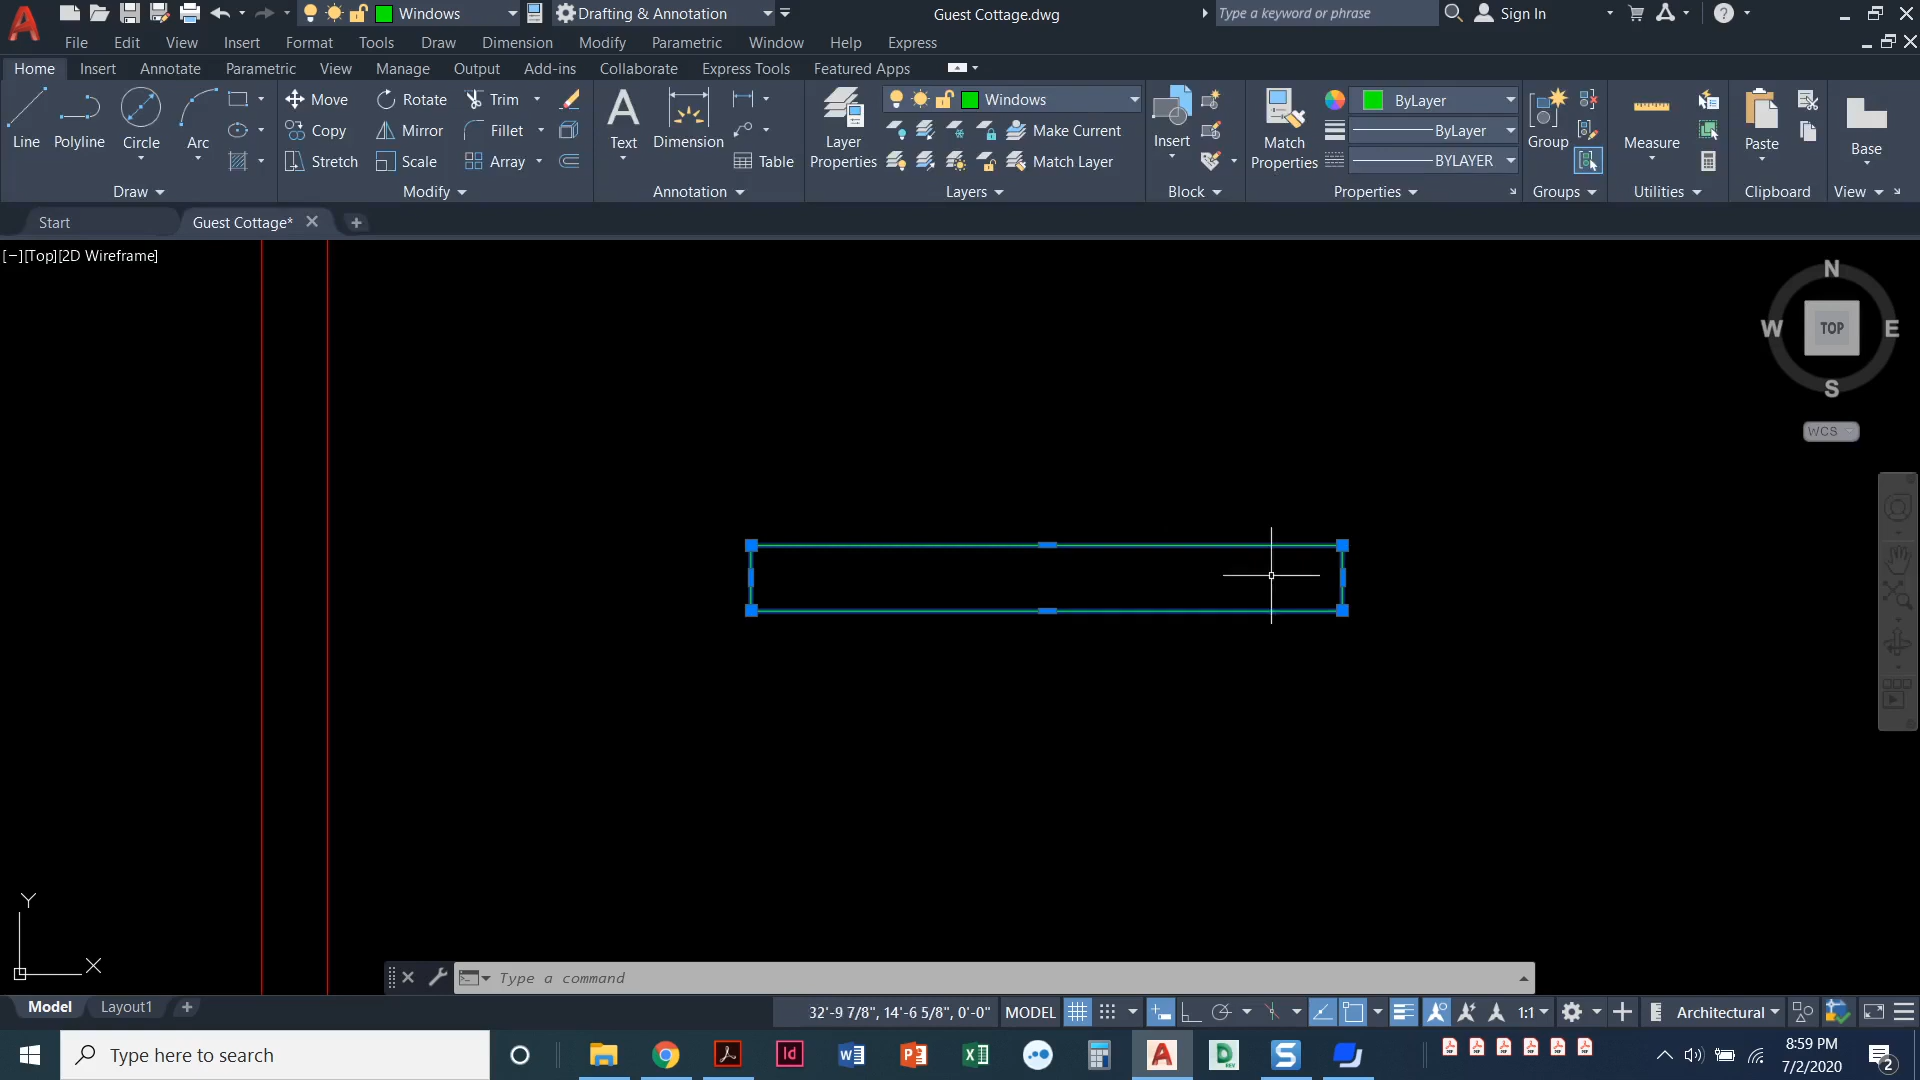 Windows
Drafting & Annotation
Guest Cottage.dwg
Type a keyword or phrase
Sign In
File Edit View Insert Format Tools Draw Dimension Modify Parametric Window Help Express
Home Insert Annotate Parametric View Manage Output Add-ins Collaborate Express Tools Featured Apps
Line
Polyline
Circle
Arc
Draw
Move
Rotate
Trim
Copy
Mirror
Fillet
Stretch
Scale
Array
Modify
Text
Dimension
Table
Annotation
Layer
Properties
Windows
Make Current
Match Layer
Layers
Insert
Block
Match
Properties
ByLayer
ByLayer
BYLAYER
Properties
Group
Groups
Measure
Utilities
Paste
Clipboard
Base
View
Start
Guest Cottage*
[−][Top][2D Wireframe]
N
W
TOP
E
S
WCS
Y
X
Type a command
Model
Layout1
32'-9 7/8", 14'-6 5/8", 0'-0"
MODEL
1:1
Architectural
Type here to search
8:59 PM
7/2/2020
2